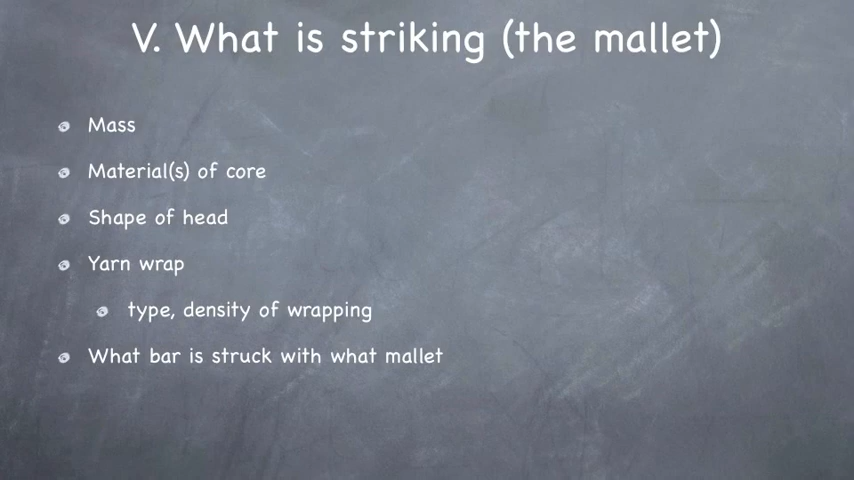 V. What is striking (the mallet)
Mass
Material(s) of core
Shape of head
Yarn wrap
type, density of wrapping
What bar is struck with what mallet